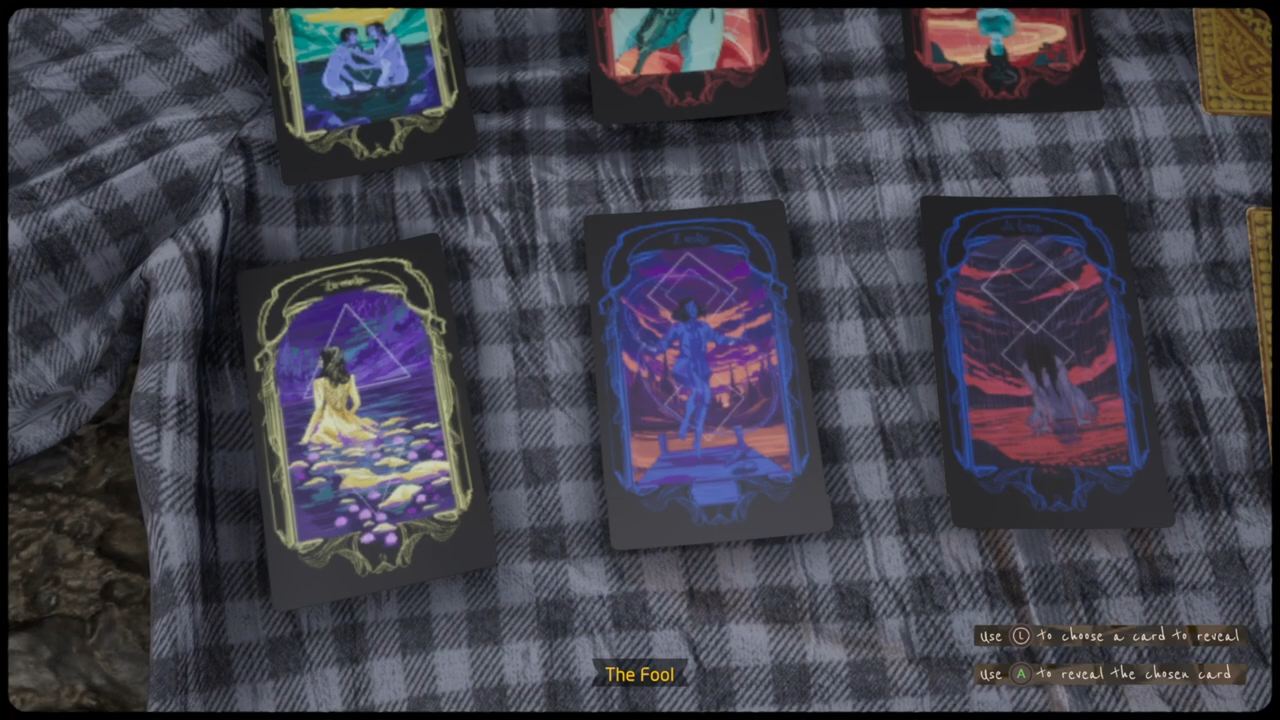 The Fool
use L to choose a card to reveal
use A to reveal the chosen card